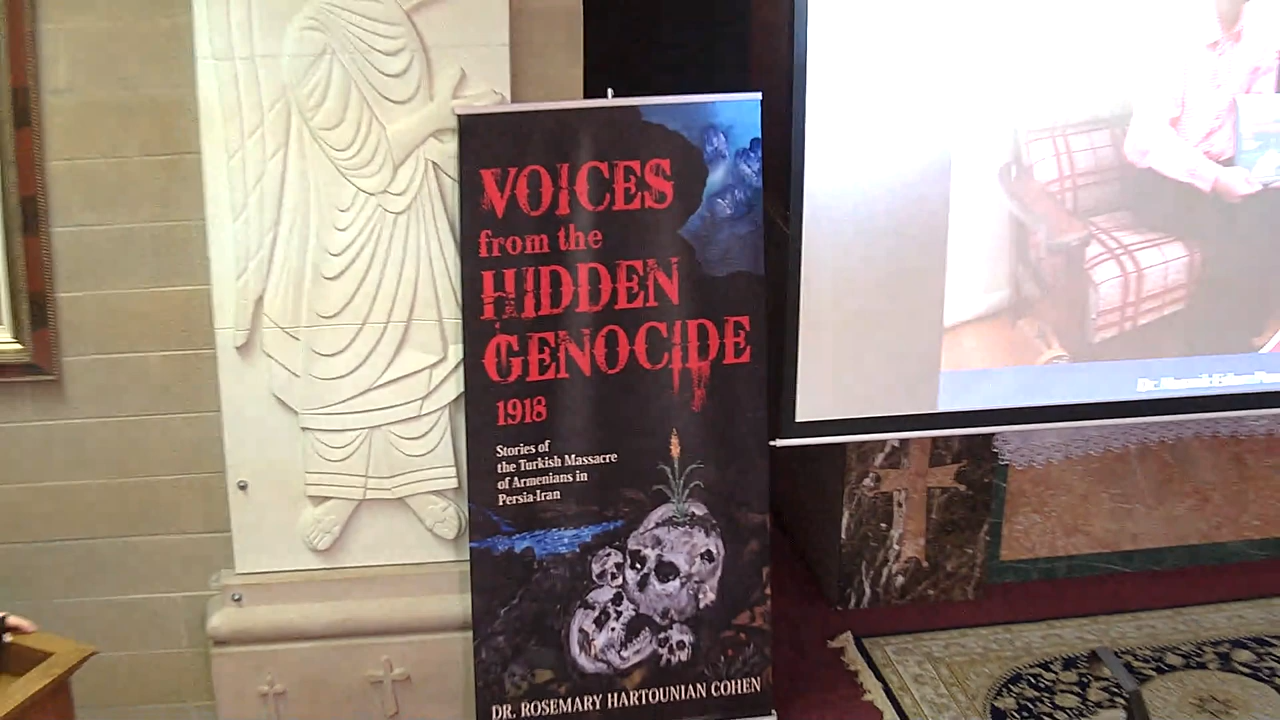 VOICES
from the
HIDDEN
GENOCIDE
1918
Stories of
the Turkish Massacre
of Armenians in
Persia-Iran
DR. ROSEMARY HARTOUNIAN COHEN
Dr.